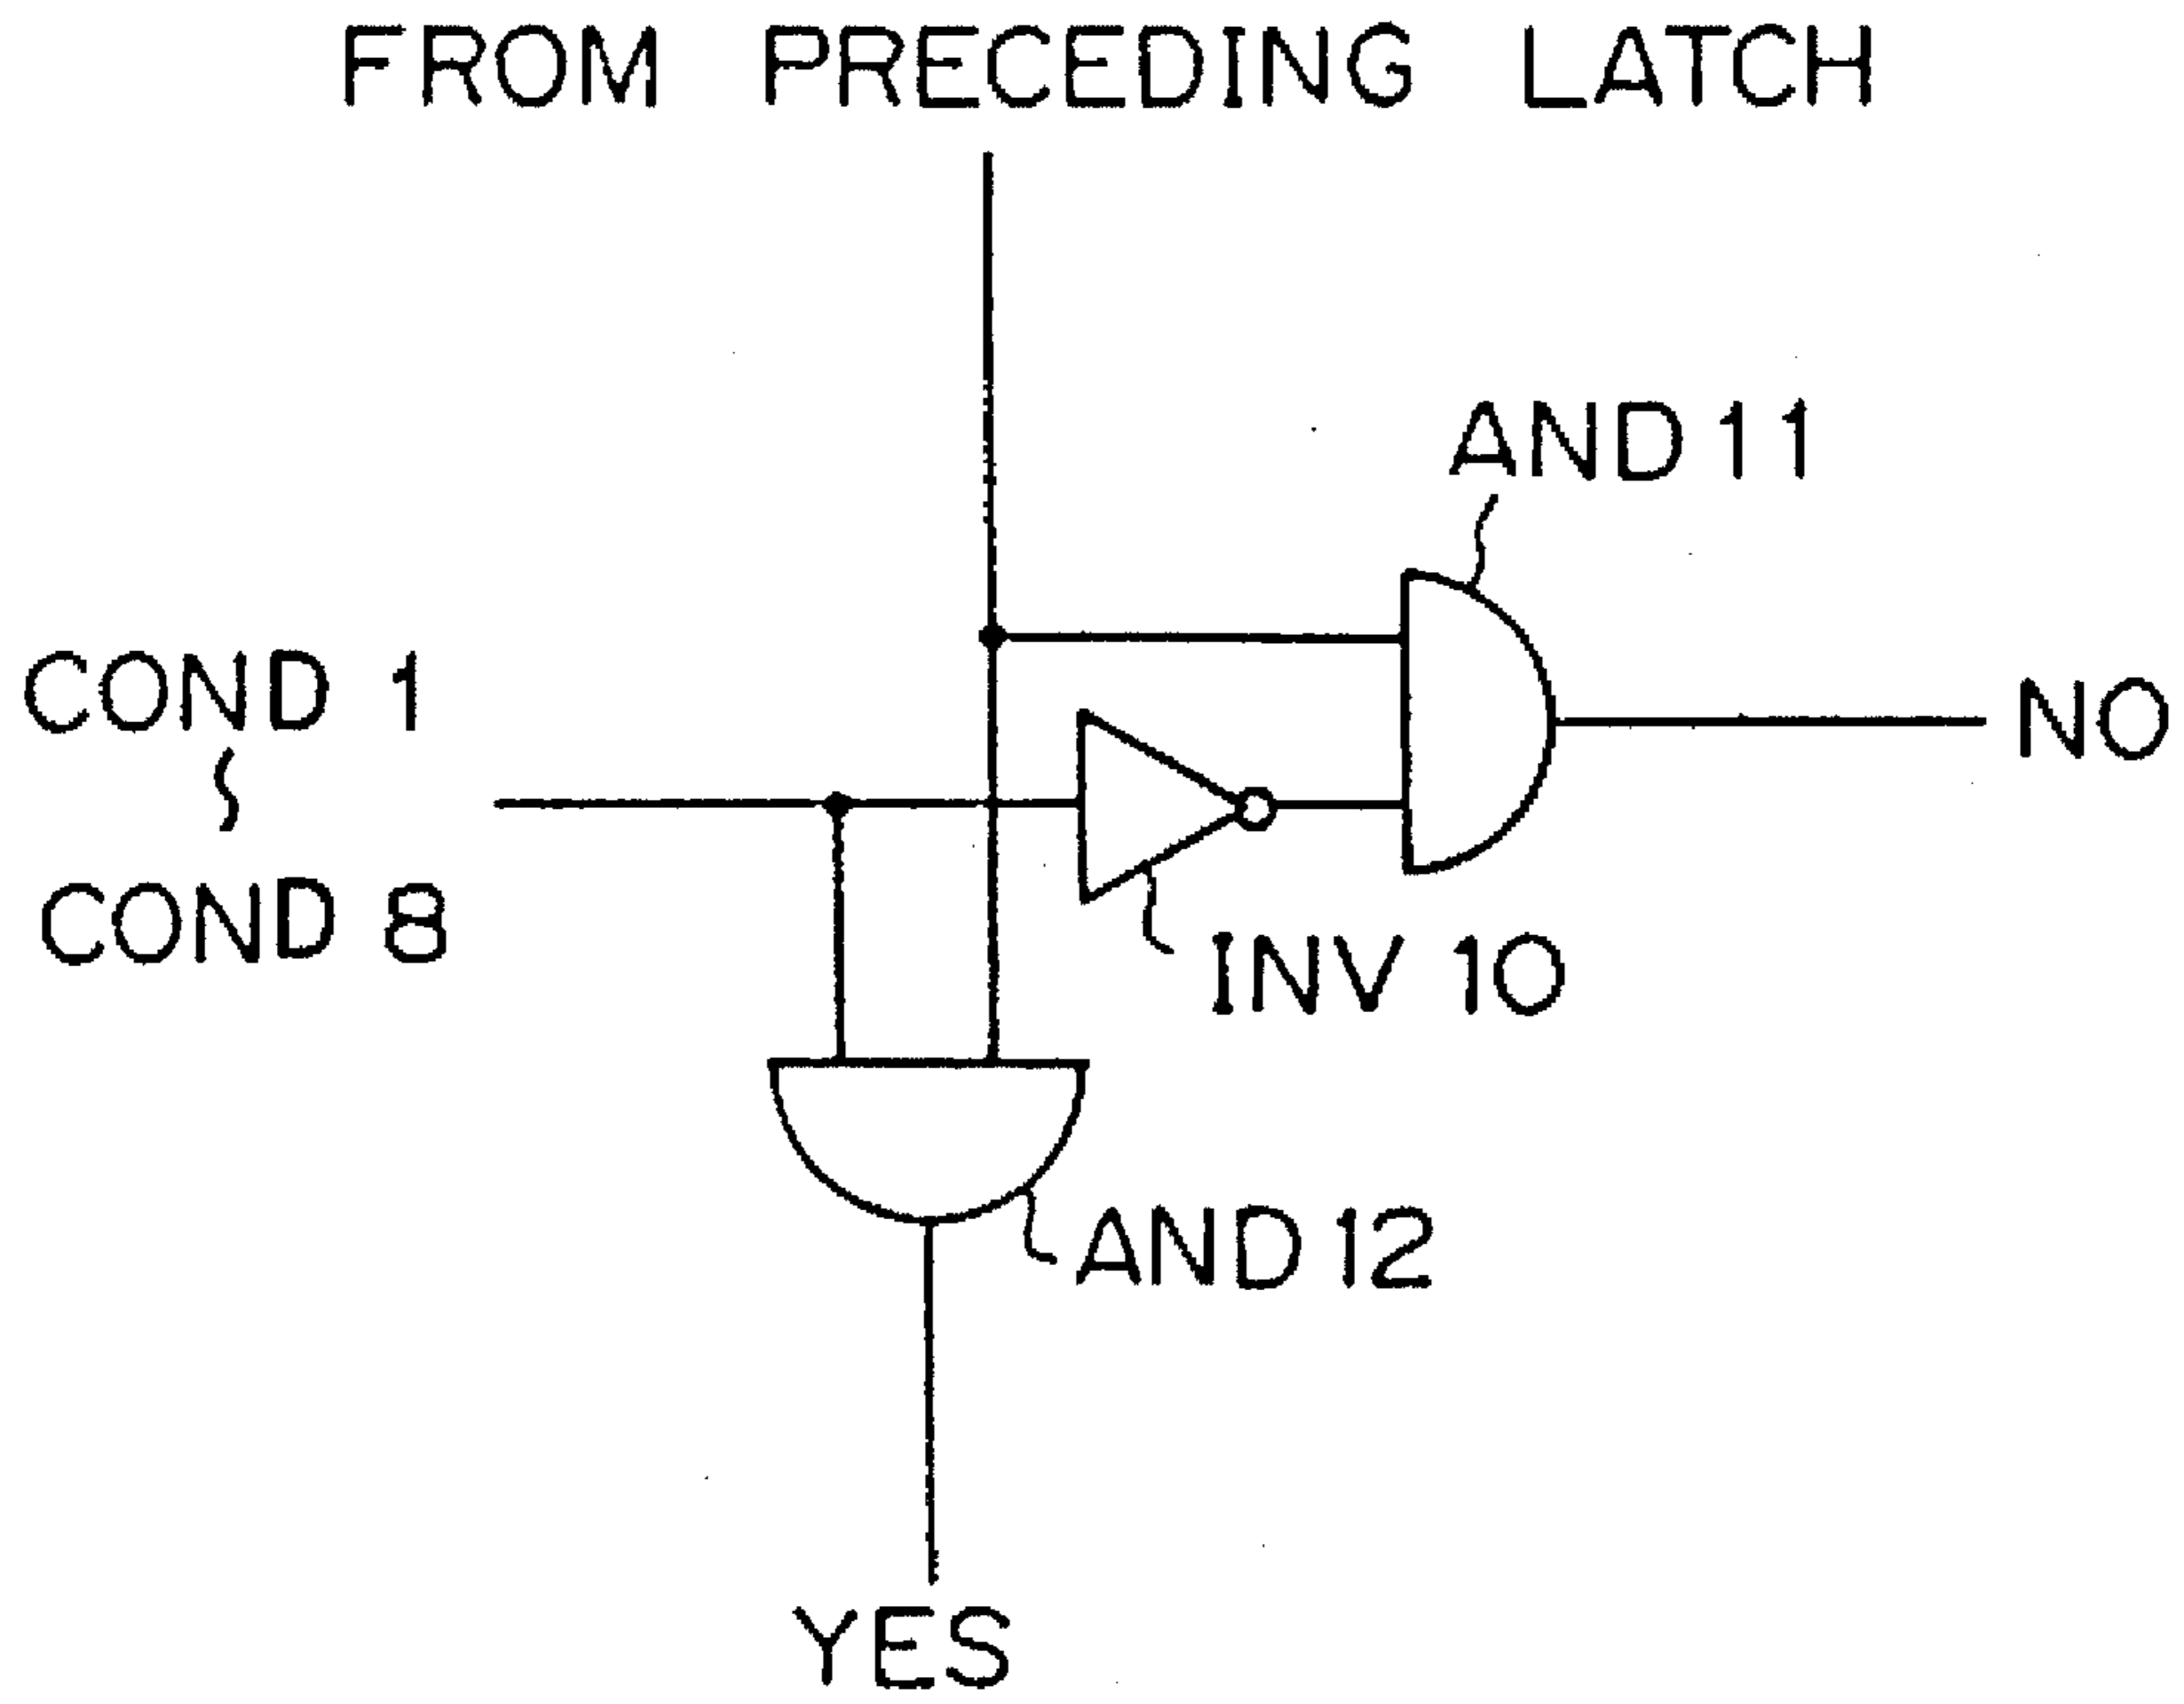 FROM PRECEDING LATCH
AND 11
COND 1
NO
COND 8
INV 10
AND 12
YES